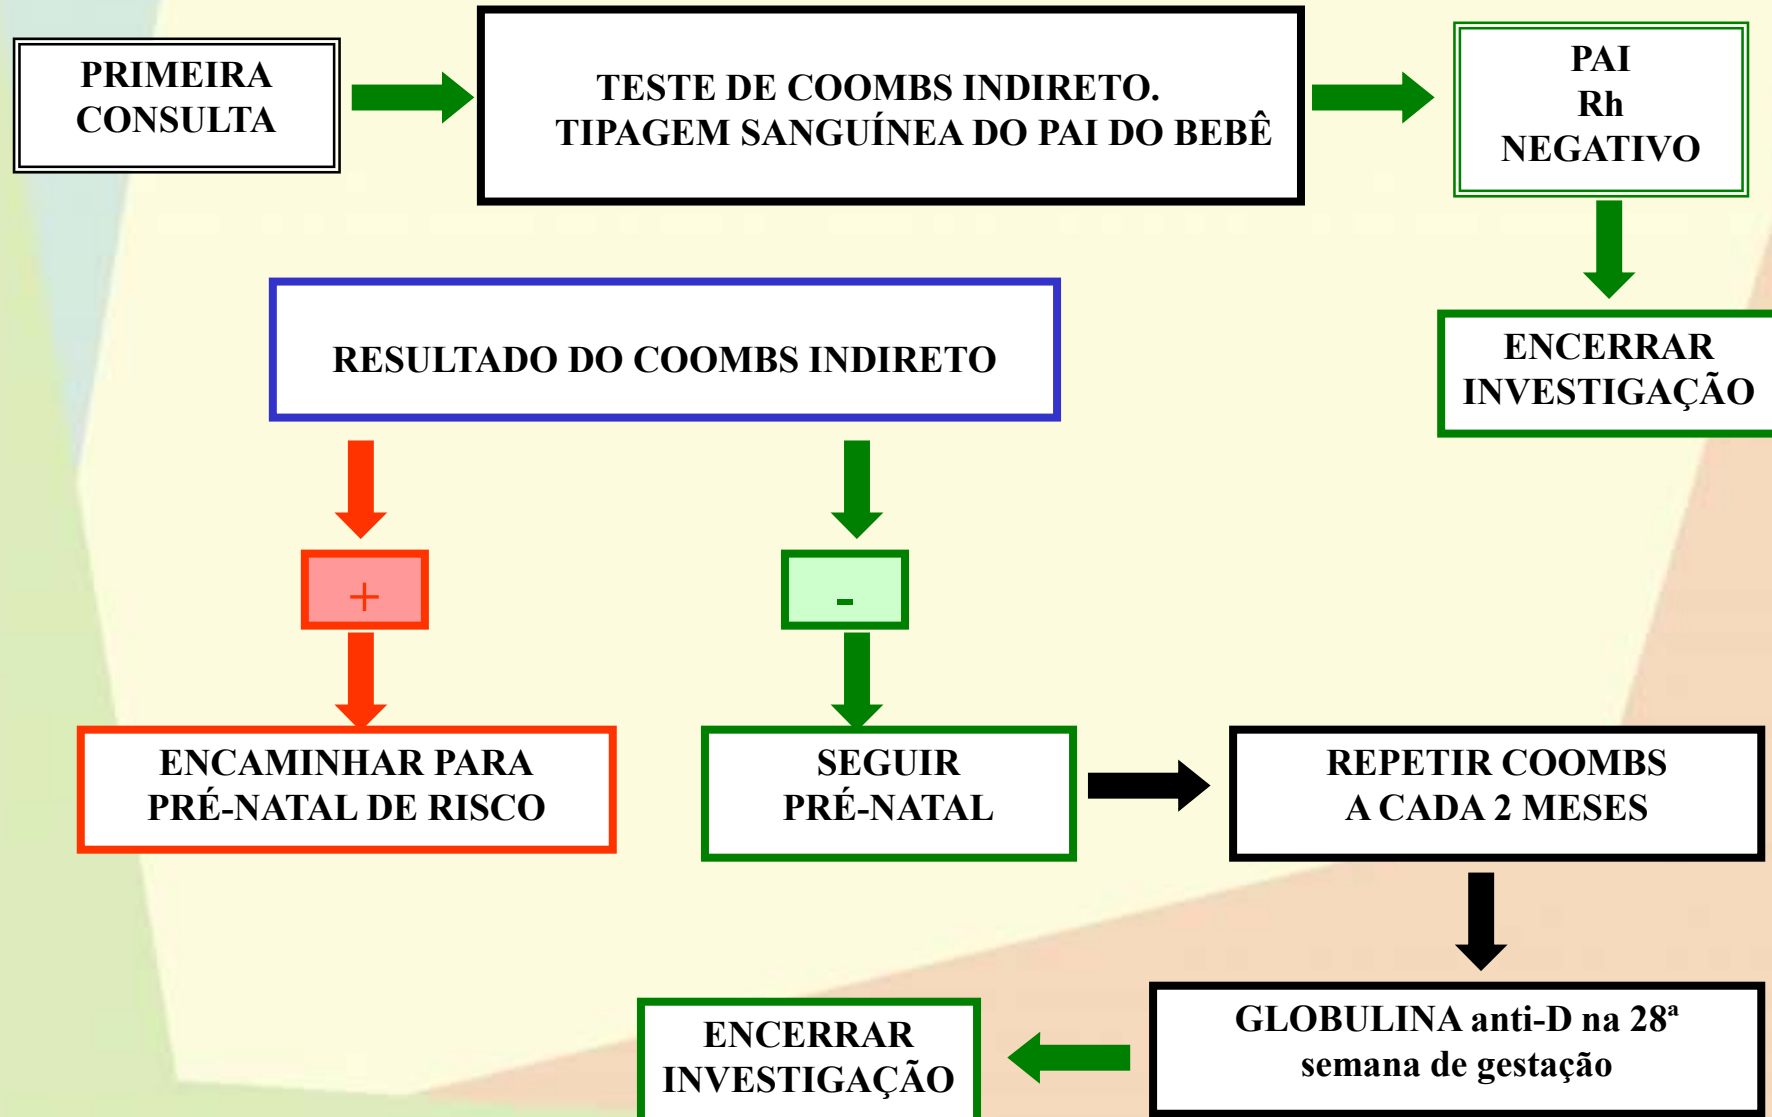 PRIMEIRA
CONSULTA
TESTE DE COOMBS INDIRETO.
TIPAGEM SANGUÍNEA DO PAI DO BEBÊ
PAI
Rh
NEGATIVO
ENCERRAR
INVESTIGAÇÃO
RESULTADO DO COOMBS INDIRETO
+
-
ENCAMINHAR PARA
PRÉ-NATAL DE RISCO
SEGUIR
PRÉ-NATAL
REPETIR COOMBS
A CADA 2 MESES
GLOBULINA anti-D na 28ª
semana de gestação
ENCERRAR
INVESTIGAÇÃO